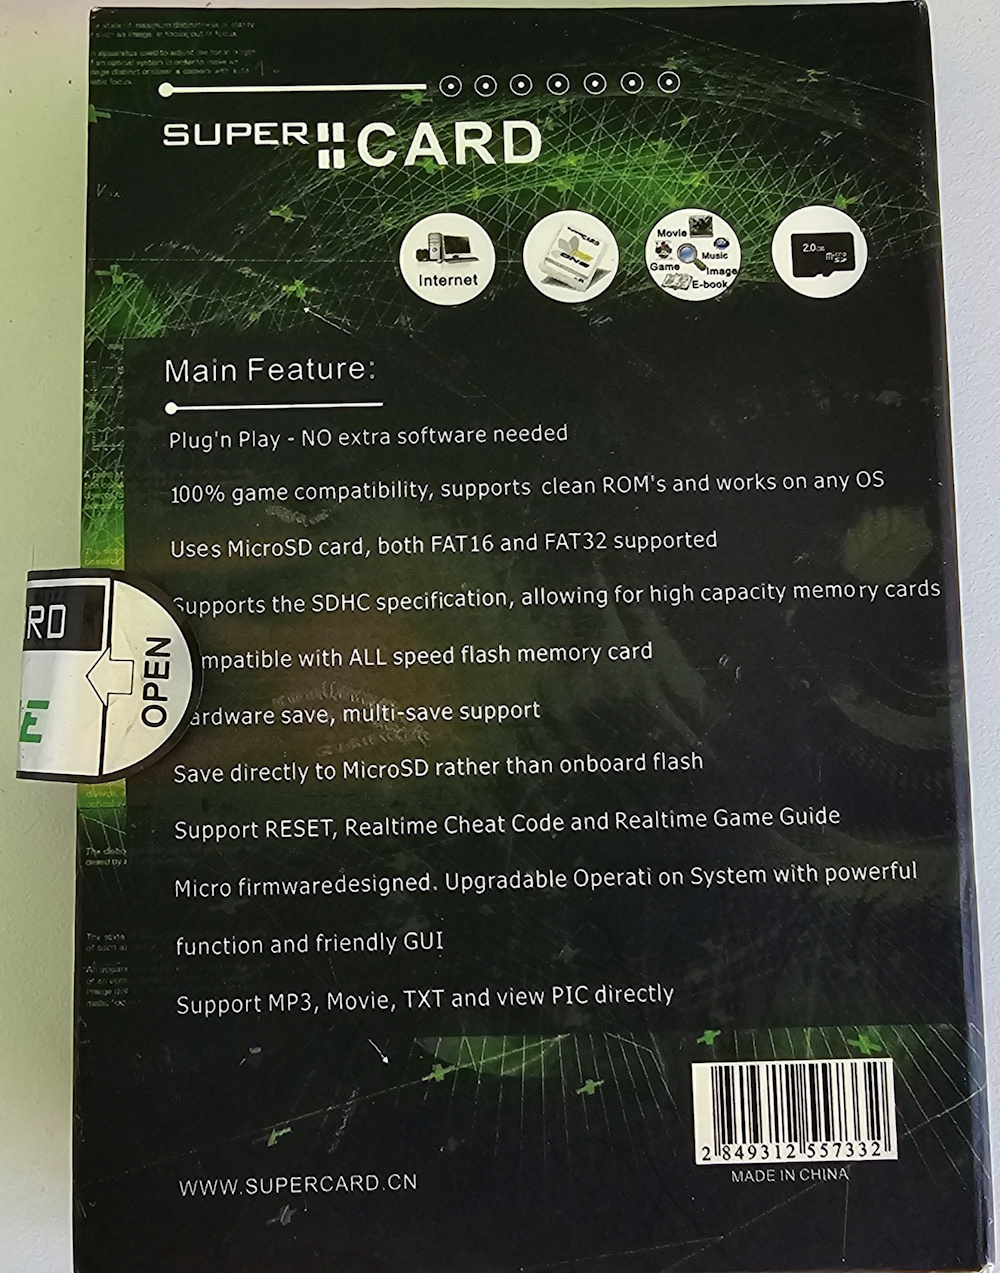 SUPER CARD
Internet
Movie
Music
Game
Image
E-book
2.0GB
micro
SD
Main Feature:
Plug'n Play - NO extra software needed
100% game compatibility, supports clean ROM's and works on any OS
Uses MicroSD card, both FAT16 and FAT32 supported
Supports the SDHC specification, allowing for high capacity memory cards
mpatible with ALL speed flash memory card
ardware save, multi-save support
Save directly to MicroSD rather than onboard flash
Support RESET, Realtime Cheat Code and Realtime Game Guide
Micro firmwaredesigned. Upgradable Operati on System with powerful
function and friendly GUI
Support MP3, Movie, TXT and view PIC directly
RD
E
OPEN
2 849312 557332
MADE IN CHINA
WWW.SUPERCARD.CN